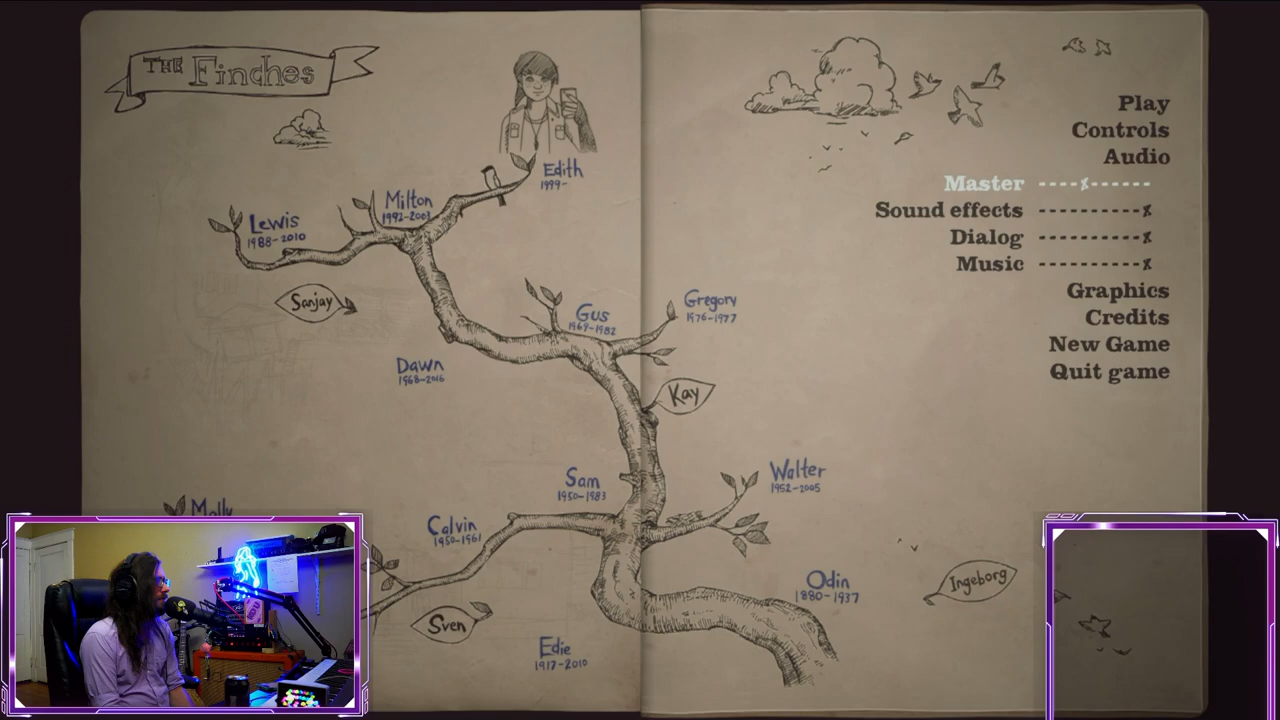 THE Finches
Edith
1999-
Milton
1992-2003
Lewis
1988-2010
Sanjay
Gus
1969-1982
Gregory
1976-1977
Dawn
1968-2016
Kay
Sam
1950-1983
Walter
1952-2005
Molly
Calvin
1950-1961
Odin
1880-1937
Ingeborg
Sven
Edie
1917-2010
Play
Controls
Audio
Master
Sound effects
Dialog
Music
Graphics
Credits
New Game
Quit game